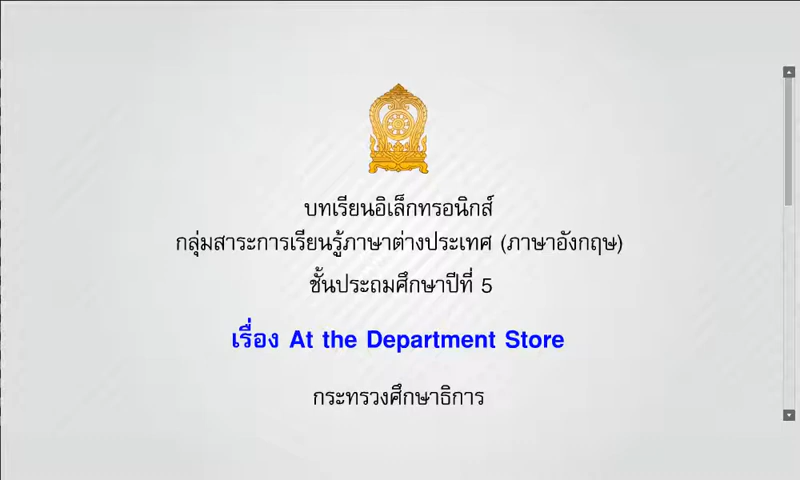 บทเรียนอิเล็กทรอนิกส์
กลุ่มสาระการเรียนรู้ภาษาต่างประเทศ (ภาษาอังกฤษ)
ชั้นประถมศึกษาปีที่ 5
เรื่อง At the Department Store
กระทรวงศึกษาธิการ